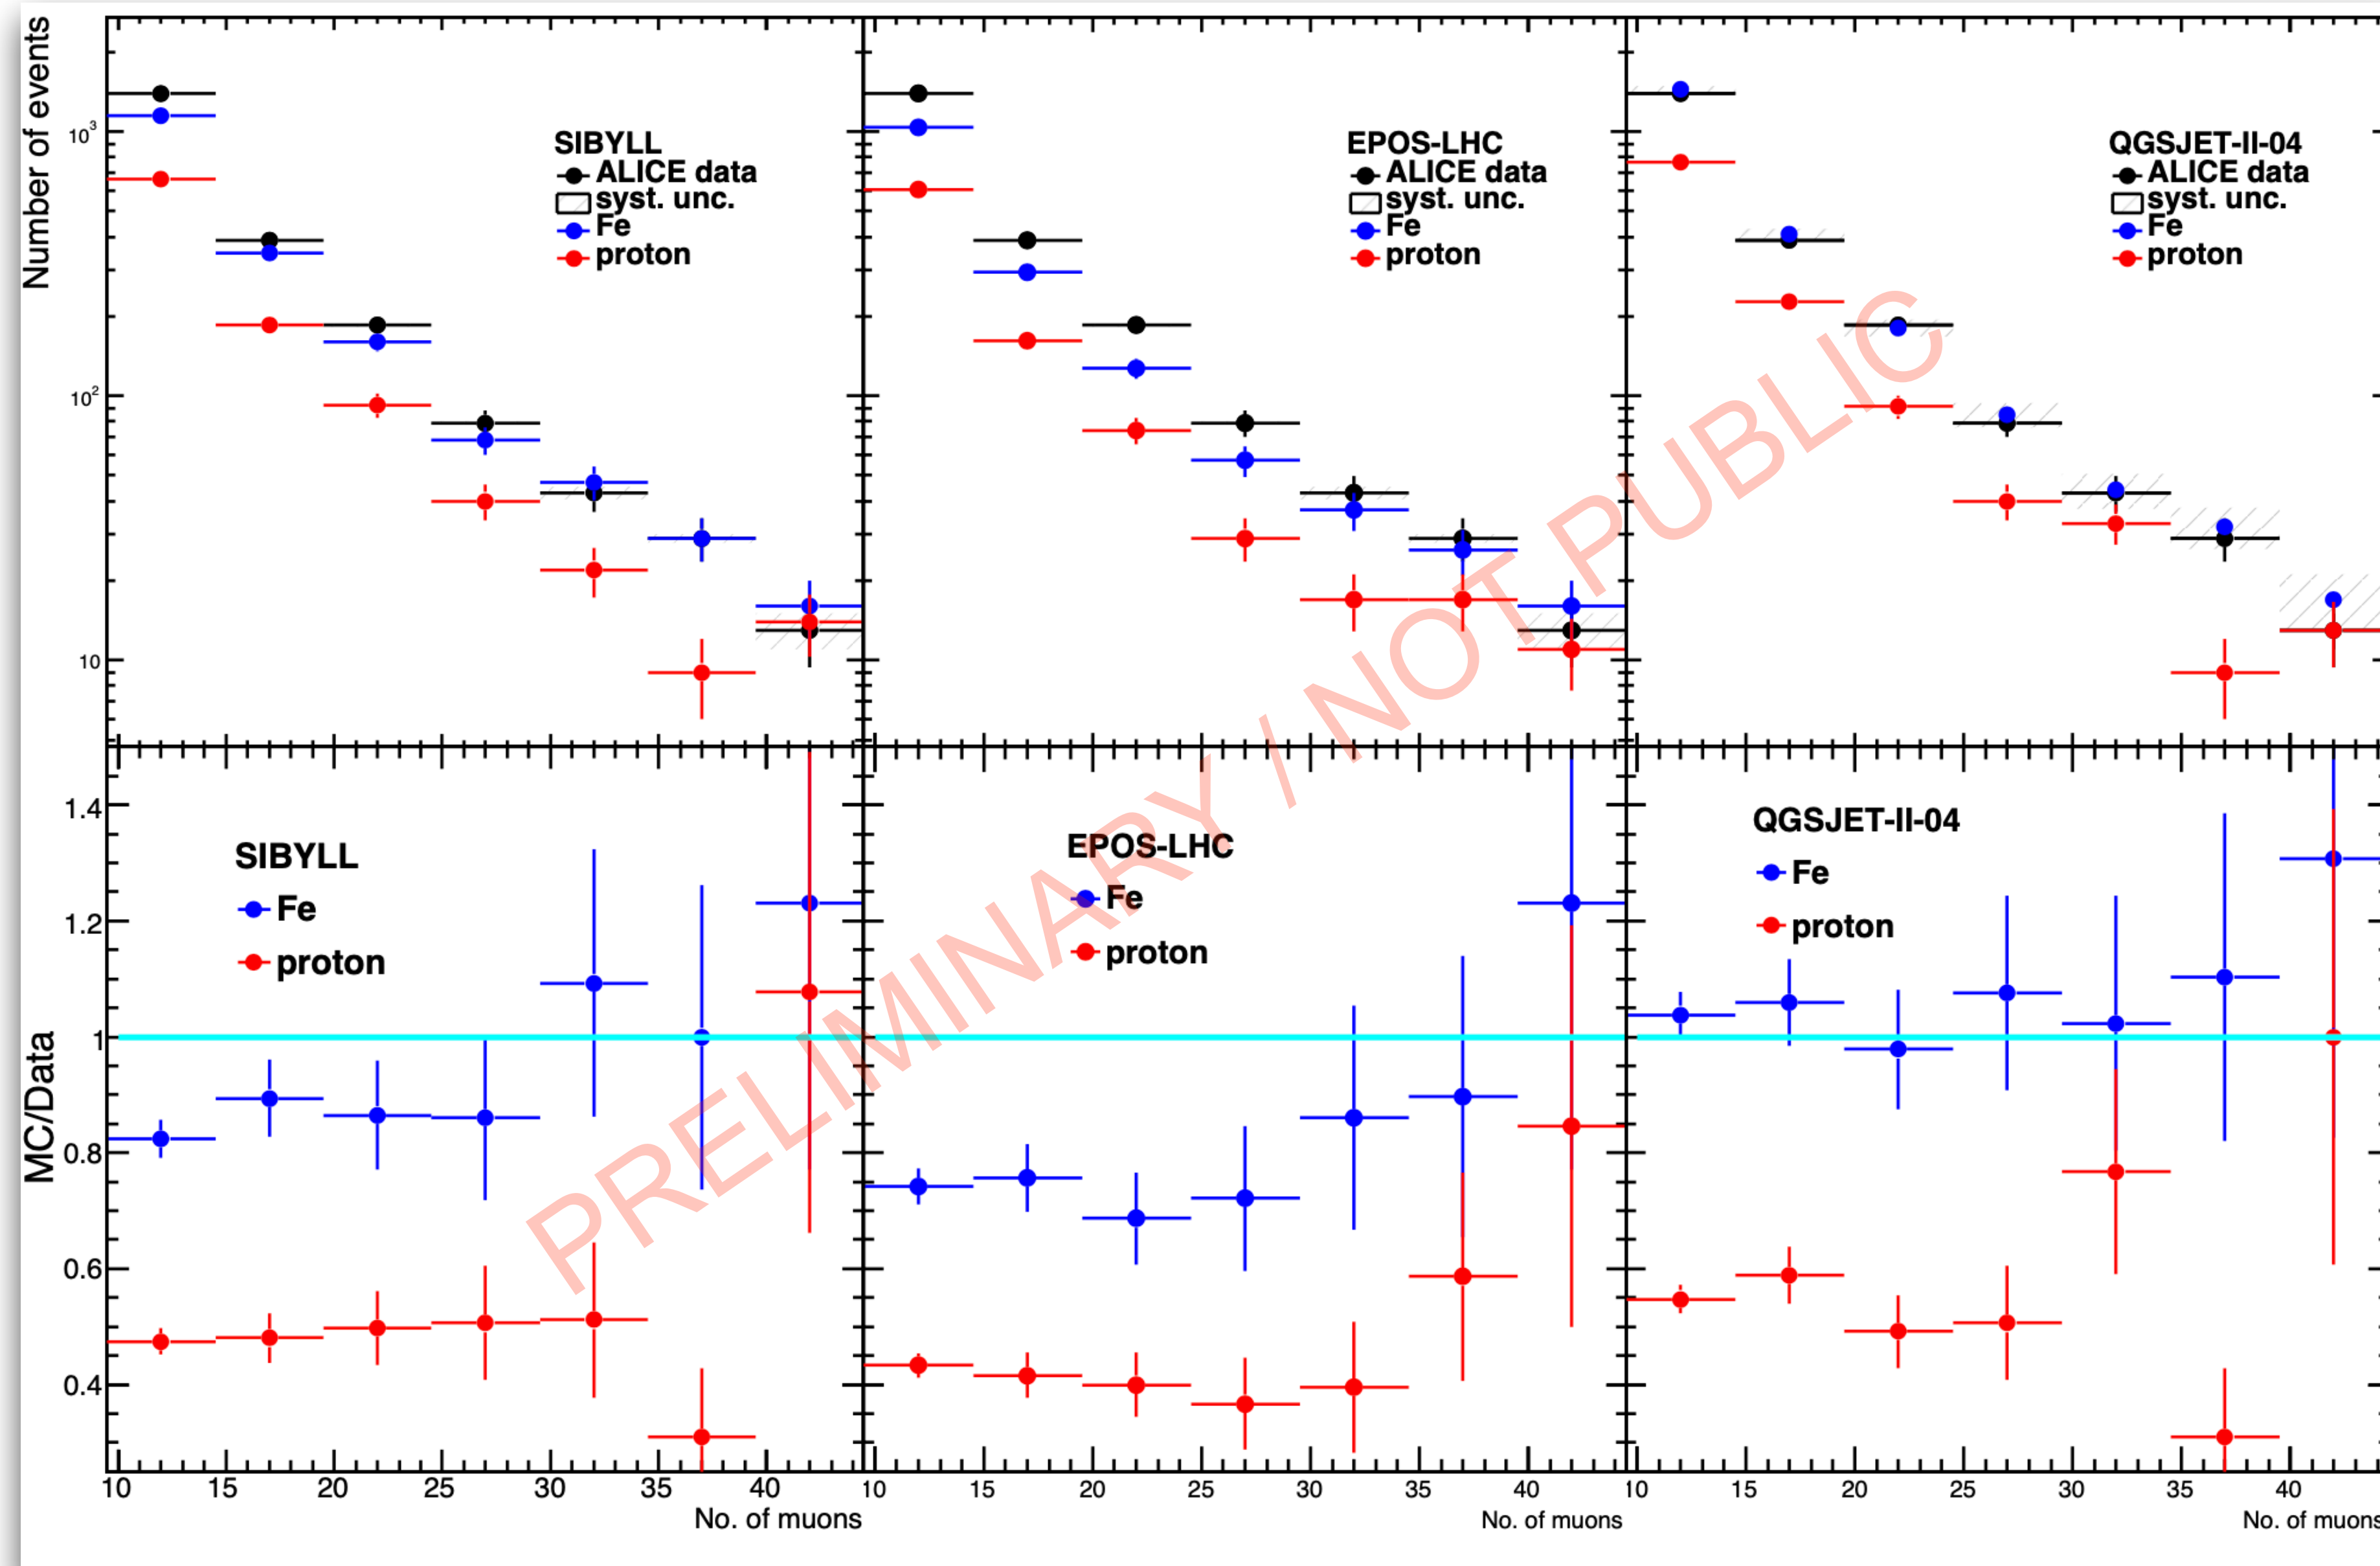 Number of events
10³
10²
10
SIBYLL
ALICE data
syst. unc.
Fe
proton
EPOS-LHC
ALICE data
syst. unc.
Fe
proton
QGSJET-II-04
ALICE data
syst. unc.
Fe
proton
PRELIMINARY / NOT PUBLIC
MC/Data
1.4
1.2
1
0.8
0.6
0.4
SIBYLL
Fe
proton
EPOS-LHC
Fe
proton
QGSJET-II-04
Fe
proton
10 15 20 25 30 35 40
10 15 20 25 30 35 40
10 15 20 25 30 35 40
No. of muons
No. of muons
No. of muons